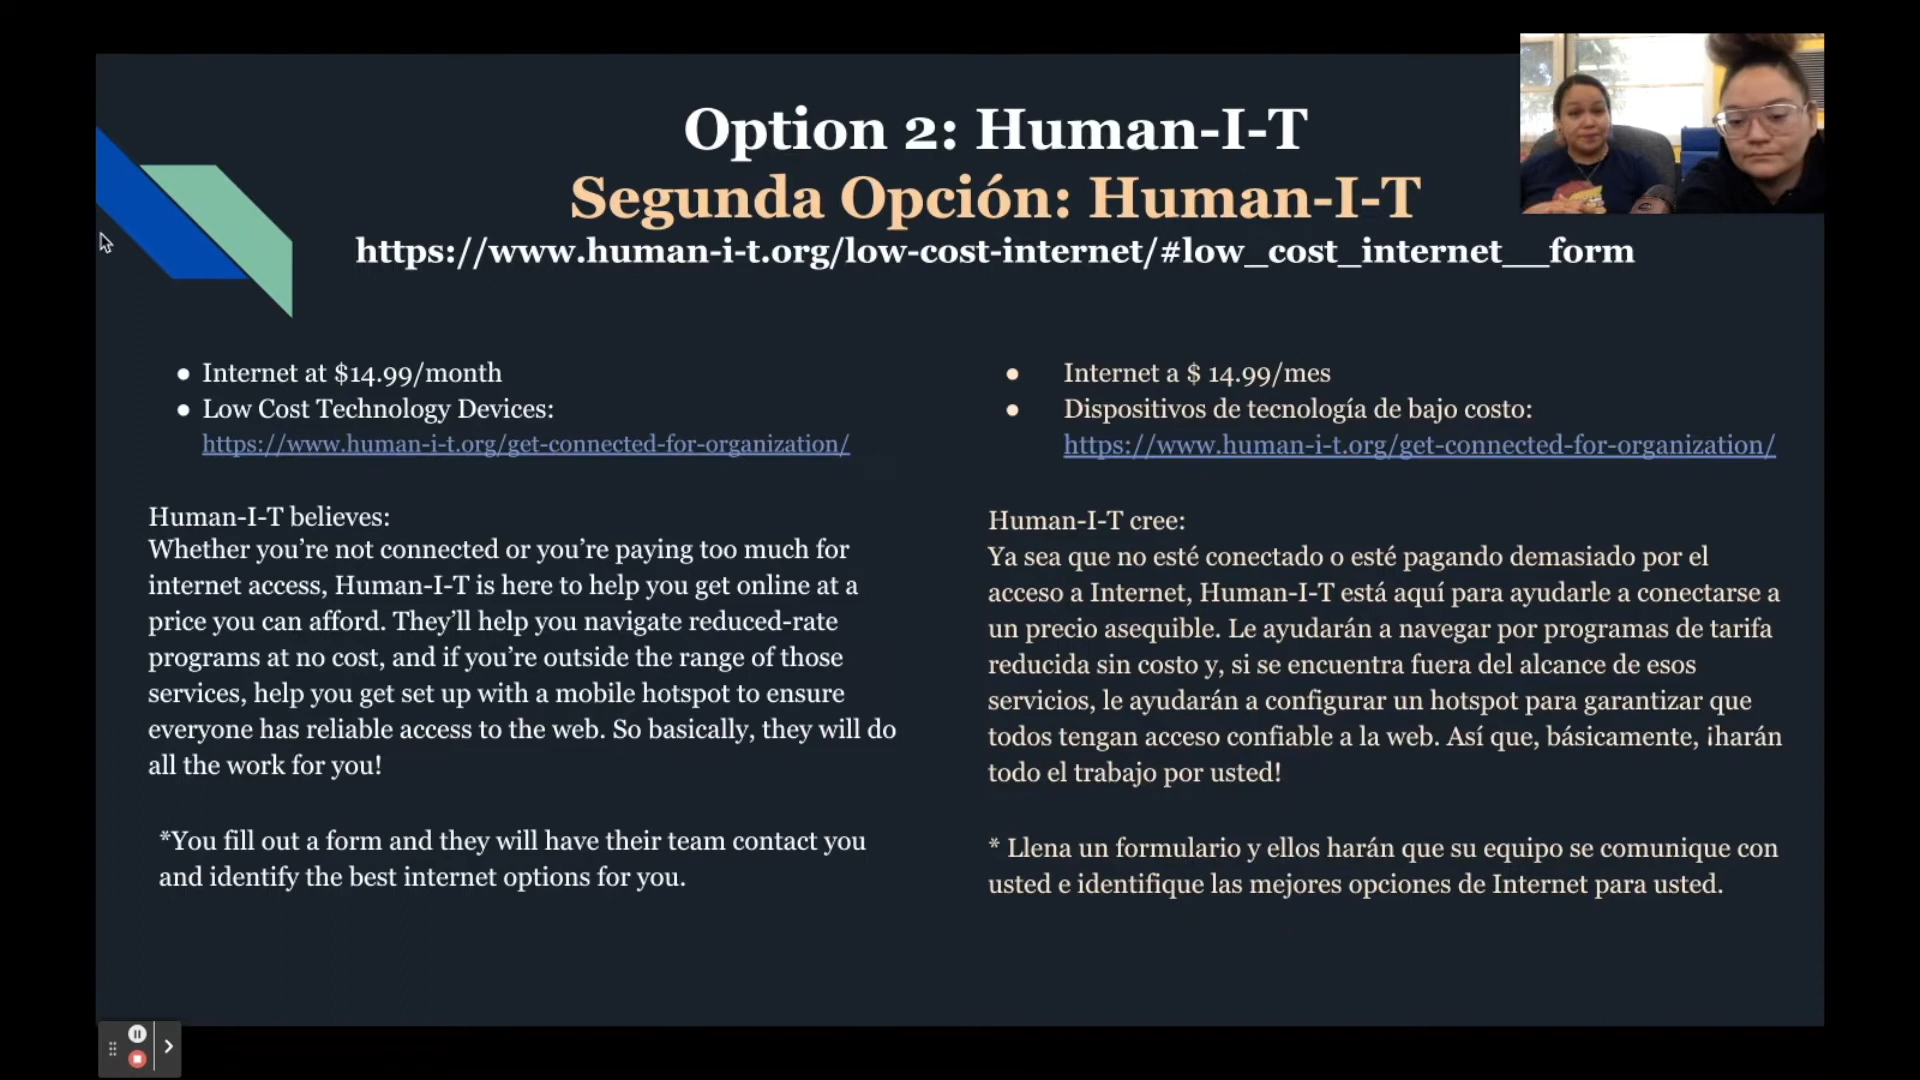 Option 2: Human-I-T
Segunda Opción: Human-I-T
https://www.human-i-t.org/low-cost-internet/#low_cost_internet__form
● Internet at $14.99/month
● Low Cost Technology Devices:
https://www.human-i-t.org/get-connected-for-organization/
Human-I-T believes:
Whether you’re not connected or you’re paying too much for
internet access, Human-I-T is here to help you get online at a
price you can afford. They’ll help you navigate reduced-rate
programs at no cost, and if you’re outside the range of those
services, help you get set up with a mobile hotspot to ensure
everyone has reliable access to the web. So basically, they will do
all the work for you!
*You fill out a form and they will have their team contact you
and identify the best internet options for you.
● Internet a $ 14.99/mes
● Dispositivos de tecnología de bajo costo:
https://www.human-i-t.org/get-connected-for-organization/
Human-I-T cree:
Ya sea que no esté conectado o esté pagando demasiado por el
acceso a Internet, Human-I-T está aquí para ayudarle a conectarse a
un precio asequible. Le ayudarán a navegar por programas de tarifa
reducida sin costo y, si se encuentra fuera del alcance de esos
servicios, le ayudarán a configurar un hotspot para garantizar que
todos tengan acceso confiable a la web. Así que, básicamente, ¡harán
todo el trabajo por usted!
* Llena un formulario y ellos harán que su equipo se comunique con
usted e identifique las mejores opciones de Internet para usted.